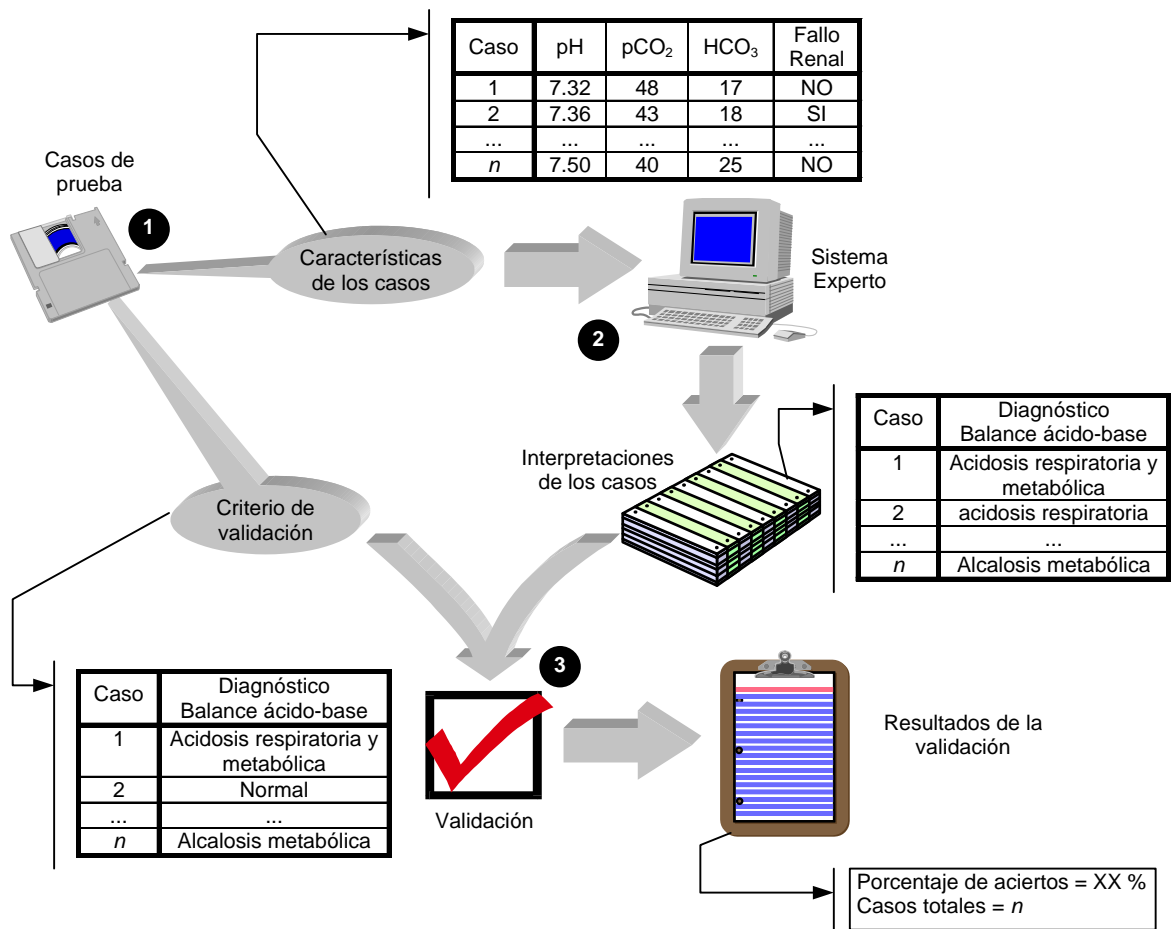 Caso pH pCO₂ HCO₃ Fallo Renal
1 7.32 48 17 NO
2 7.36 43 18 SI
... ... ... ... ...
n 7.50 40 25 NO
Casos de
prueba
1
Características
de los casos
Sistema
Experto
2
Interpretaciones
de los casos
Caso Diagnóstico
Balance ácido-base
1 Acidosis respiratoria y
metabólica
2 acidosis respiratoria
... ...
n Alcalosis metabólica
Criterio de
validación
3
Caso Diagnóstico
Balance ácido-base
1 Acidosis respiratoria y
metabólica
2 Normal
... ...
n Alcalosis metabólica
Validación
Resultados de la
validación
Porcentaje de aciertos = XX %
Casos totales = n